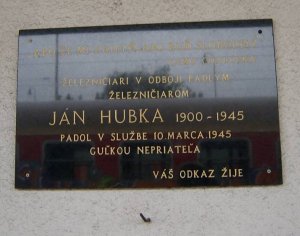 ŽELEZNIČIARI V ODBOJI PADLÝM
ŽELEZNIČIAROM
JÁN HUBKA 1900-1945
PADOL V SLUŽBE 10.MARCA.1945
GUĽKOU NEPRIATEĽA
VÁŠ ODKAZ ŽIJE